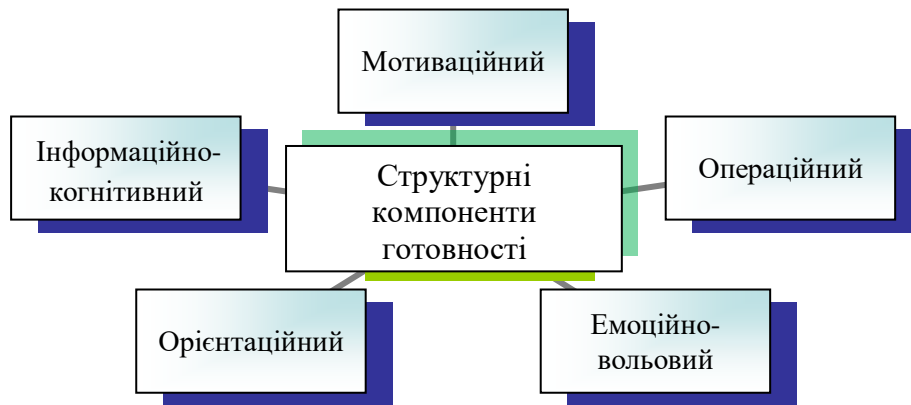 Мотиваційний
Інформаційно-
когнітивний
Структурні
компоненти
готовності
Операційний
Орієнтаційний
Емоційно-
вольовий